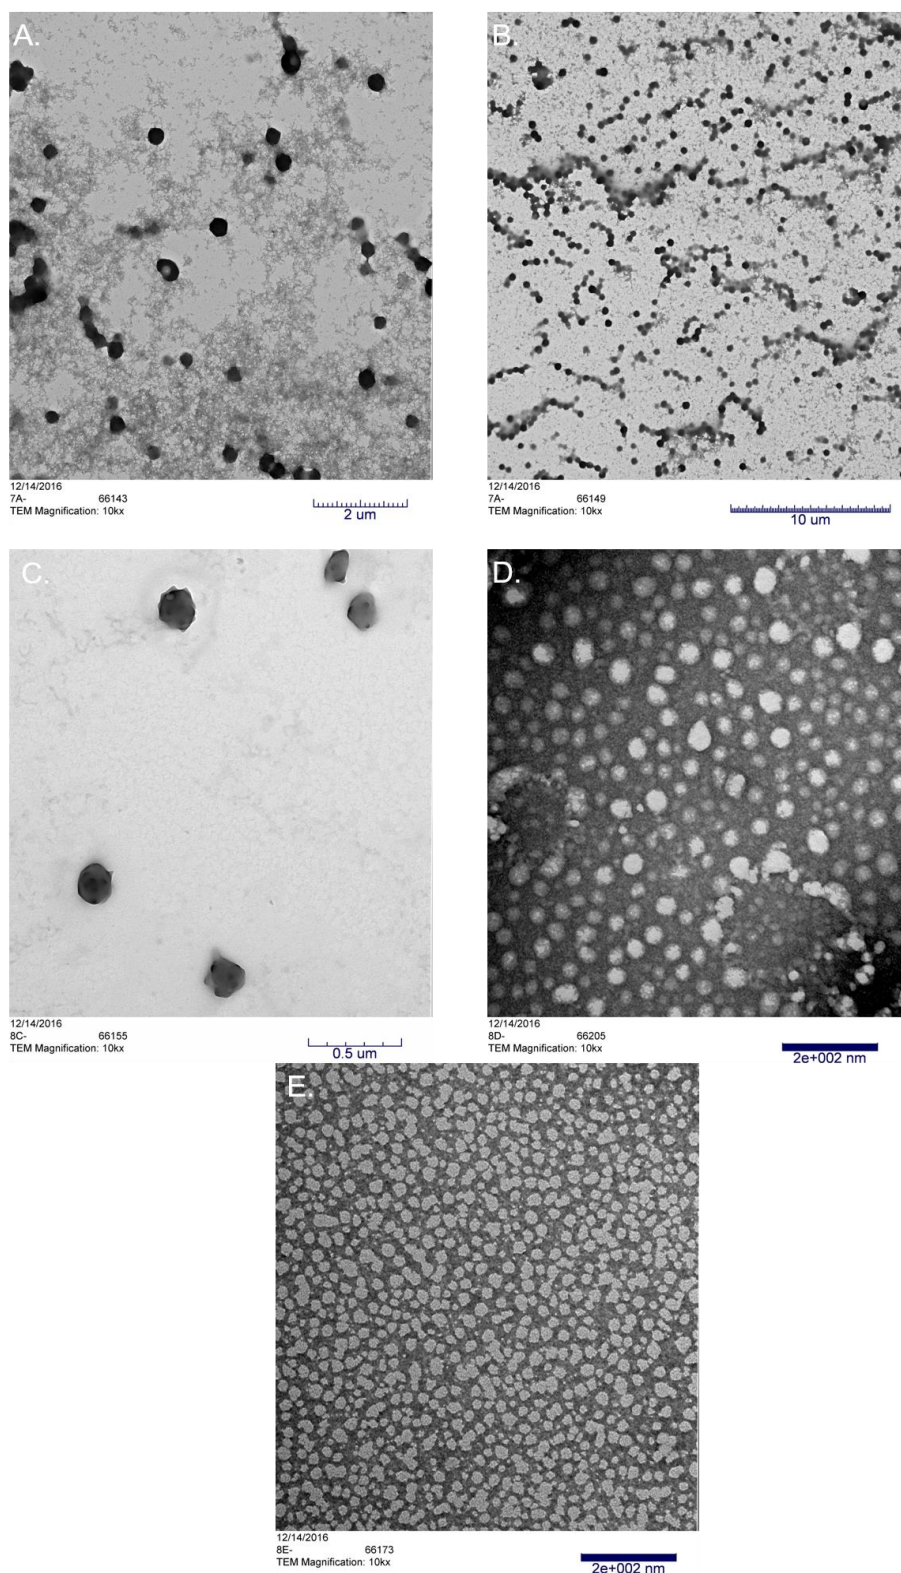 A.
B.
12/14/2016
7A- 66143
TEM Magnification: 10kx
2 um
12/14/2016
7A- 66149
TEM Magnification: 10kx
10 um
C.
D.
12/14/2016
8C- 66155
TEM Magnification: 10kx
0.5 um
12/14/2016
8D- 66205
TEM Magnification: 10kx
2e+002 nm
E.
12/14/2016
8E- 66173
TEM Magnification: 10kx
2e+002 nm